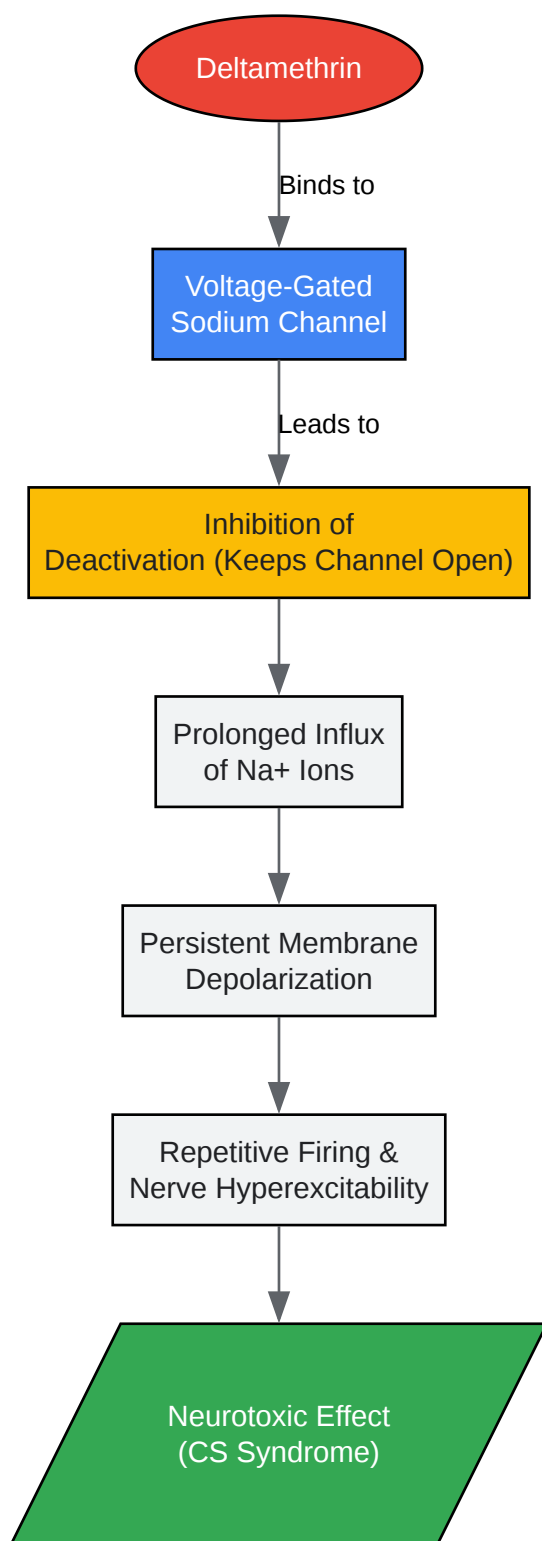 Deltamethrin
Binds to
Voltage-Gated
Sodium Channel
Leads to
Inhibition of
Deactivation (Keeps Channel Open)
Prolonged Influx
of Na+ Ions
Persistent Membrane
Depolarization
Repetitive Firing &
Nerve Hyperexcitability
Neurotoxic Effect
(CS Syndrome)